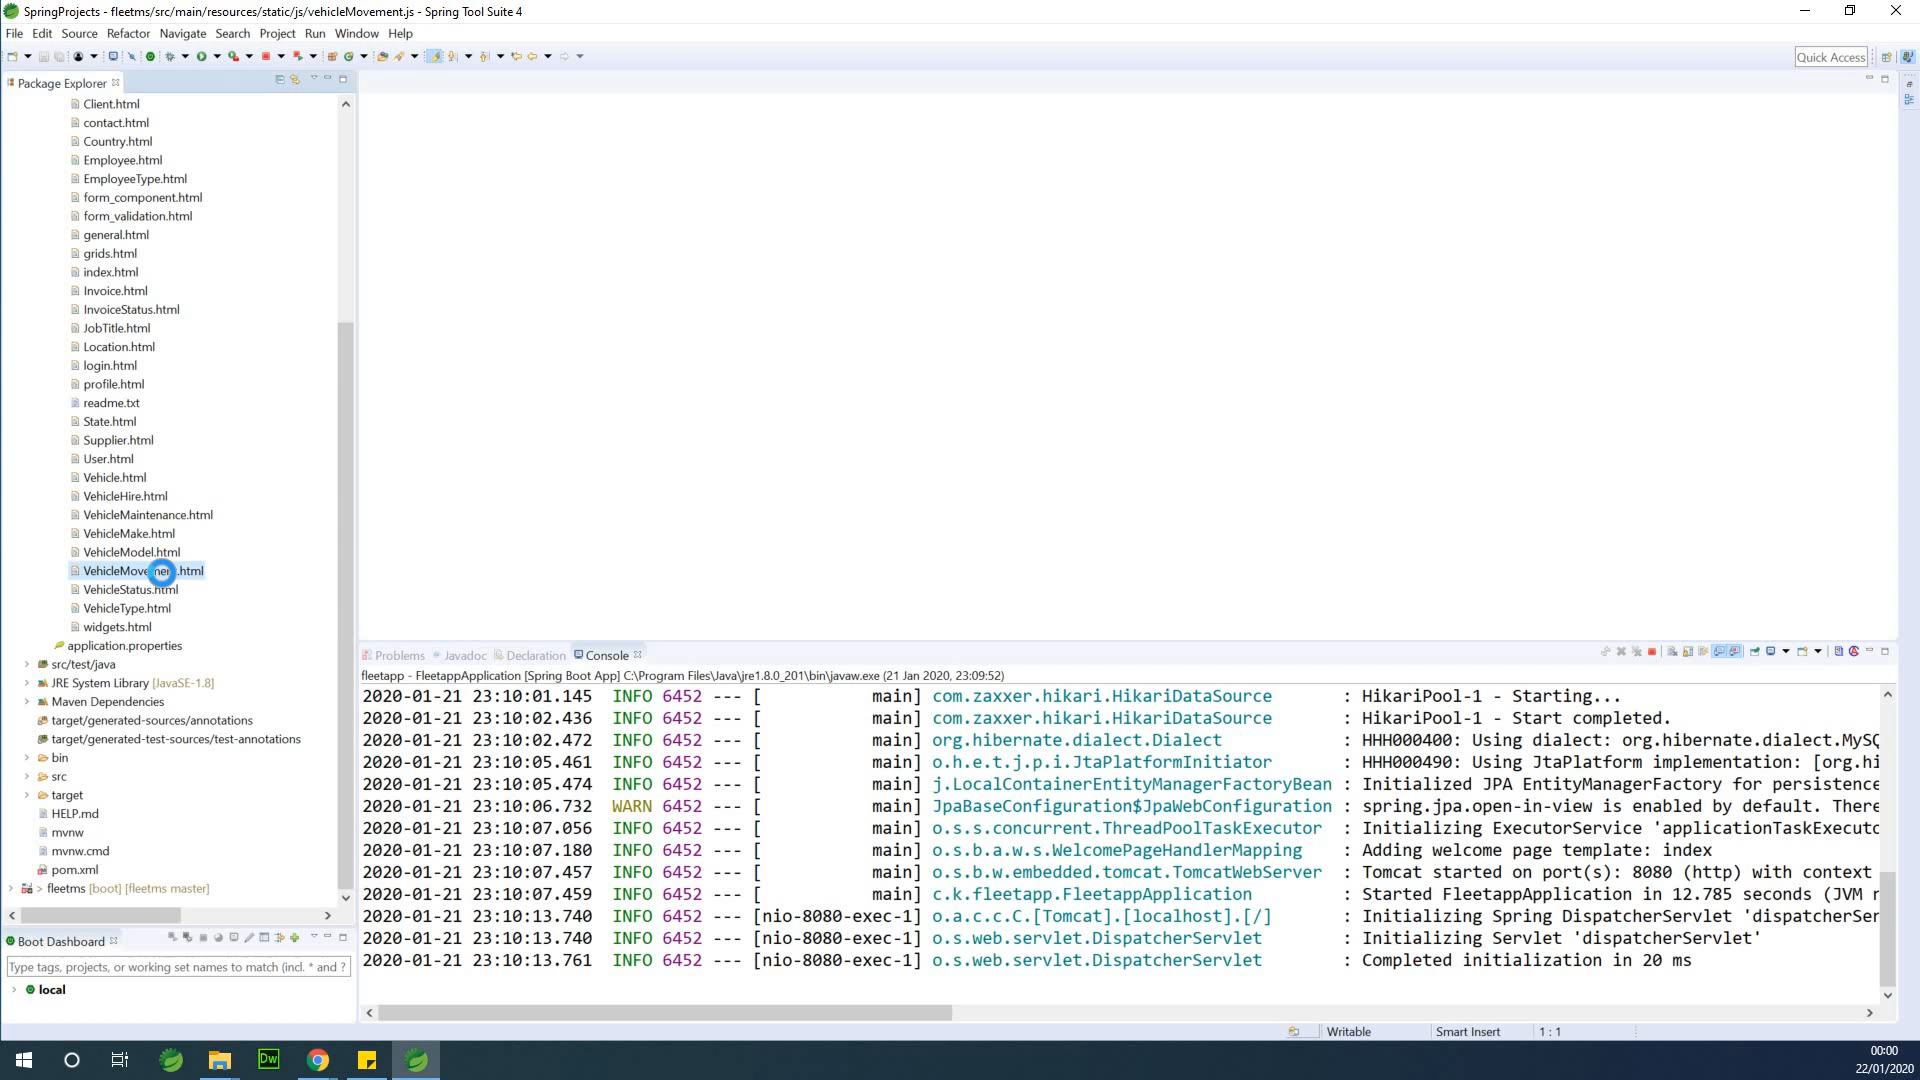 SpringProjects - fleetms/src/main/resources/static/js/vehicleMovement.js - Spring Tool Suite 4
File Edit Source Refactor Navigate Search Project Run Window Help
Quick Access
Package Explorer
Client.html
contact.html
Country.html
Employee.html
EmployeeType.html
form_component.html
form_validation.html
general.html
grids.html
index.html
Invoice.html
InvoiceStatus.html
JobTitle.html
Location.html
login.html
profile.html
readme.txt
State.html
Supplier.html
User.html
Vehicle.html
VehicleHire.html
VehicleMaintenance.html
VehicleMake.html
VehicleModel.html
VehicleMovement.html
VehicleStatus.html
VehicleType.html
widgets.html
application.properties
src/test/java
JRE System Library [JavaSE-1.8]
Maven Dependencies
target/generated-sources/annotations
target/generated-test-sources/test-annotations
bin
src
target
HELP.md
mvnw
mvnw.cmd
pom.xml
> fleetms [boot] [fleetms master]
Boot Dashboard
Type tags, projects, or working set names to match (incl. * and ?
local
Problems Javadoc Declaration Console
fleetapp - FleetappApplication [Spring Boot App] C:\Program Files\Java\jre1.8.0_201\bin\javaw.exe (21 Jan 2020, 23:09:52)
2020-01-21 23:10:01.145 INFO 6452 --- [ main] com.zaxxer.hikari.HikariDataSource : HikariPool-1 - Starting...
2020-01-21 23:10:02.436 INFO 6452 --- [ main] com.zaxxer.hikari.HikariDataSource : HikariPool-1 - Start completed.
2020-01-21 23:10:02.472 INFO 6452 --- [ main] org.hibernate.dialect.Dialect : HHH000400: Using dialect: org.hibernate.dialect.MySQ
2020-01-21 23:10:05.461 INFO 6452 --- [ main] o.h.e.t.j.p.i.JtaPlatformInitiator : HHH000490: Using JtaPlatform implementation: [org.hi
2020-01-21 23:10:05.474 INFO 6452 --- [ main] j.LocalContainerEntityManagerFactoryBean : Initialized JPA EntityManagerFactory for persistence
2020-01-21 23:10:06.732 WARN 6452 --- [ main] JpaBaseConfiguration$JpaWebConfiguration : spring.jpa.open-in-view is enabled by default. There
2020-01-21 23:10:07.056 INFO 6452 --- [ main] o.s.s.concurrent.ThreadPoolTaskExecutor : Initializing ExecutorService 'applicationTaskExecuto
2020-01-21 23:10:07.180 INFO 6452 --- [ main] o.s.b.a.w.s.WelcomePageHandlerMapping : Adding welcome page template: index
2020-01-21 23:10:07.457 INFO 6452 --- [ main] o.s.b.w.embedded.tomcat.TomcatWebServer : Tomcat started on port(s): 8080 (http) with context
2020-01-21 23:10:07.459 INFO 6452 --- [ main] c.k.fleetapp.FleetappApplication : Started FleetappApplication in 12.785 seconds (JVM r
2020-01-21 23:10:13.740 INFO 6452 --- [nio-8080-exec-1] o.a.c.c.C.[Tomcat].[localhost].[/] : Initializing Spring DispatcherServlet 'dispatcherSer
2020-01-21 23:10:13.740 INFO 6452 --- [nio-8080-exec-1] o.s.web.servlet.DispatcherServlet : Initializing Servlet 'dispatcherServlet'
2020-01-21 23:10:13.761 INFO 6452 --- [nio-8080-exec-1] o.s.web.servlet.DispatcherServlet : Completed initialization in 20 ms
Writable Smart Insert 1 : 1
Dw
00:00
22/01/2020